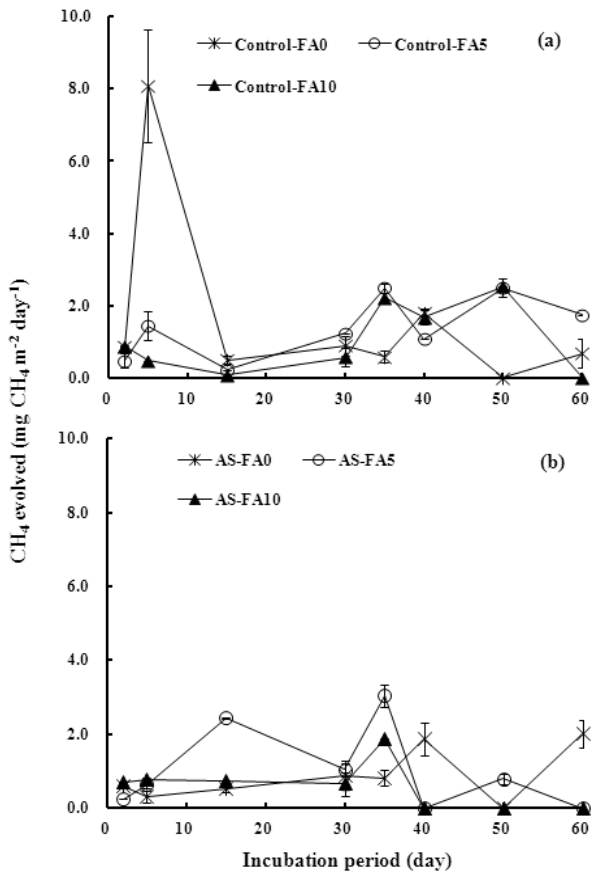 10.0
Control-FA0 Control-FA5 (a)
Control-FA10
8.0
6.0
4.0
2.0
0.0
0 10 20 30 40 50 60
CH₄ evolved (mg CH₄ m⁻² day⁻¹)
10.0
AS-FA0 AS-FA5 (b)
AS-FA10
8.0
6.0
4.0
2.0
0.0
0 10 20 30 40 50 60
Incubation period (day)